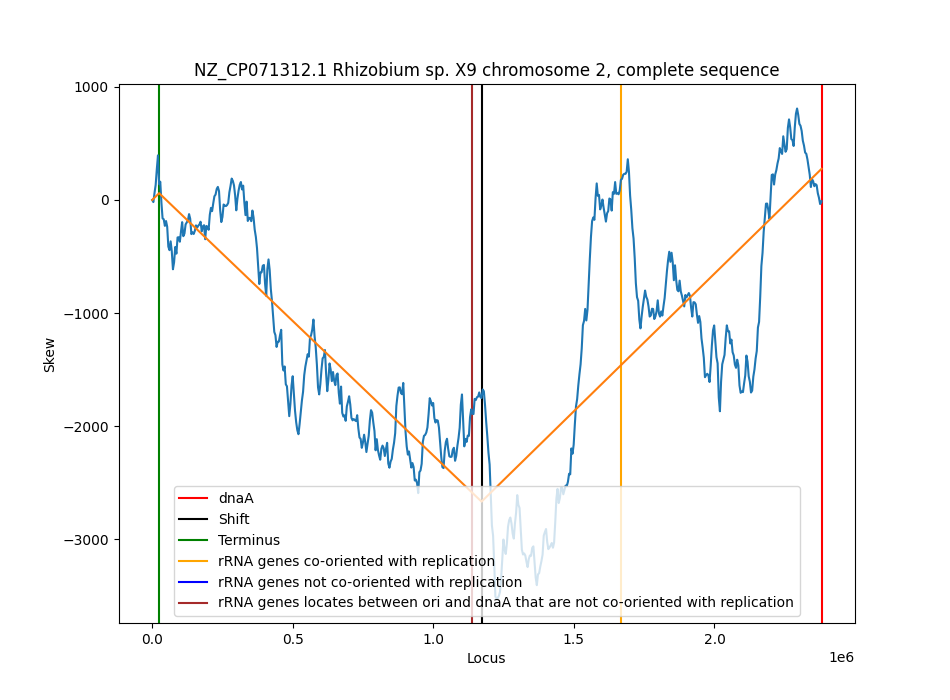 NZ_CP071312.1 Rhizobium sp. X9 chromosome 2, complete sequence
1000
0
−1000
−2000
−3000
Skew
dnaA
Shift
Terminus
rRNA genes co-oriented with replication
rRNA genes not co-oriented with replication
rRNA genes locates between ori and dnaA that are not co-oriented with replication
0.0 0.5 1.0 1.5 2.0
Locus
1e6